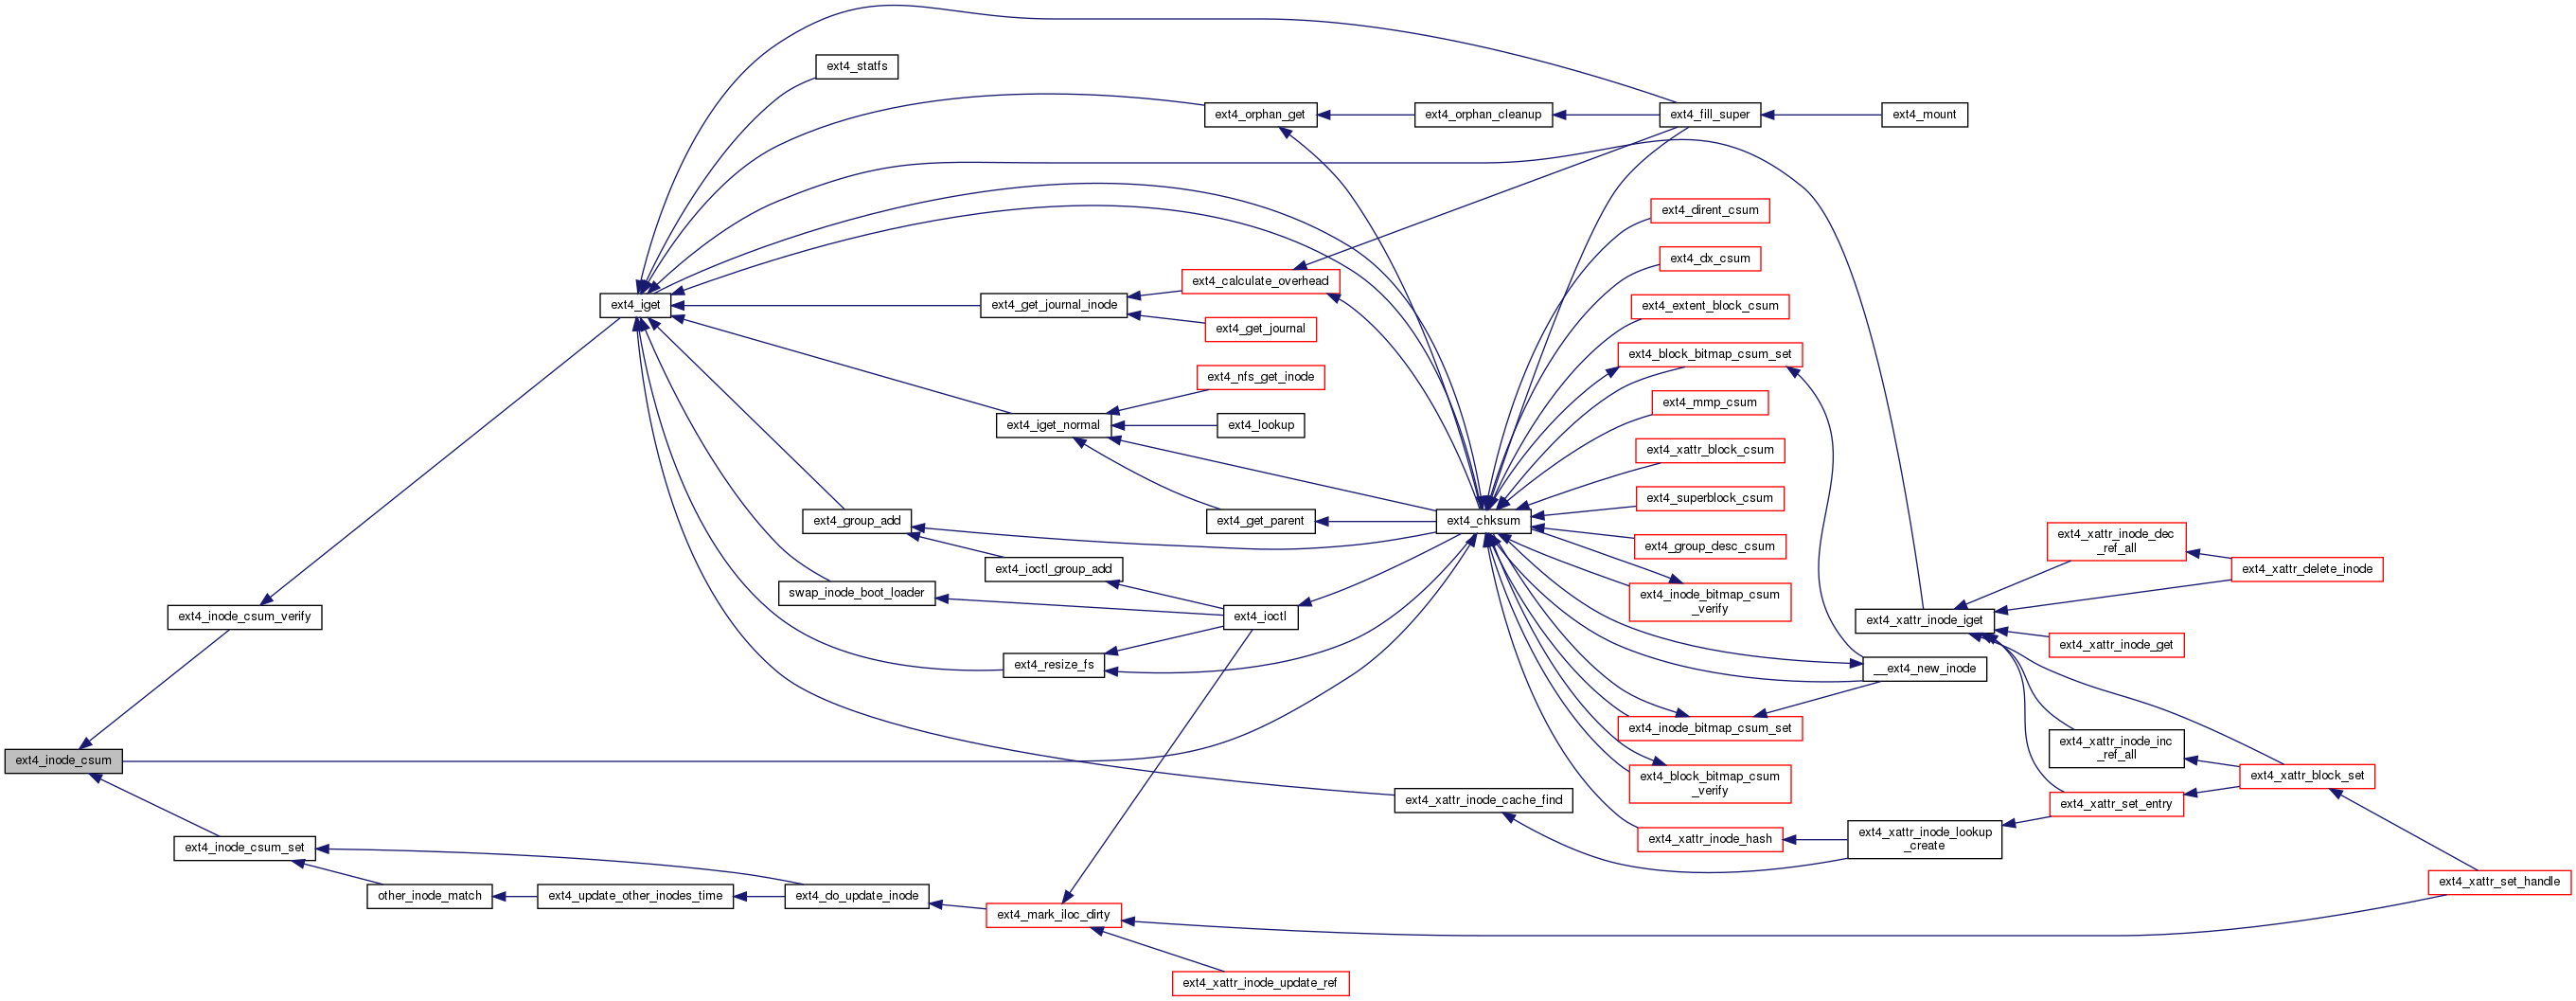 ext4_statfs
ext4_orphan_get
ext4_orphan_cleanup
ext4_fill_super
ext4_mount
ext4_dirent_csum
ext4_dx_csum
ext4_calculate_overhead
ext4_iget
ext4_get_journal_inode
ext4_extent_block_csum
ext4_get_journal
ext4_block_bitmap_csum_set
ext4_nfs_get_inode
ext4_mmp_csum
ext4_iget_normal
ext4_lookup
ext4_xattr_block_csum
ext4_superblock_csum
ext4_group_add
ext4_get_parent
ext4_chksum
ext4_group_desc_csum
ext4_xattr_inode_dec
_ref_all
ext4_ioctl_group_add
ext4_xattr_delete_inode
swap_inode_boot_loader
ext4_inode_bitmap_csum
_verify
ext4_inode_csum_verify
ext4_ioctl
ext4_xattr_inode_iget
ext4_xattr_inode_get
ext4_resize_fs
__ext4_new_inode
ext4_inode_bitmap_csum_set
ext4_xattr_inode_inc
_ref_all
ext4_inode_csum
ext4_block_bitmap_csum
_verify
ext4_xattr_block_set
ext4_xattr_inode_cache_find
ext4_xattr_set_entry
ext4_xattr_inode_hash
ext4_xattr_inode_lookup
_create
ext4_inode_csum_set
ext4_xattr_set_handle
other_inode_match
ext4_update_other_inodes_time
ext4_do_update_inode
ext4_mark_iloc_dirty
ext4_xattr_inode_update_ref